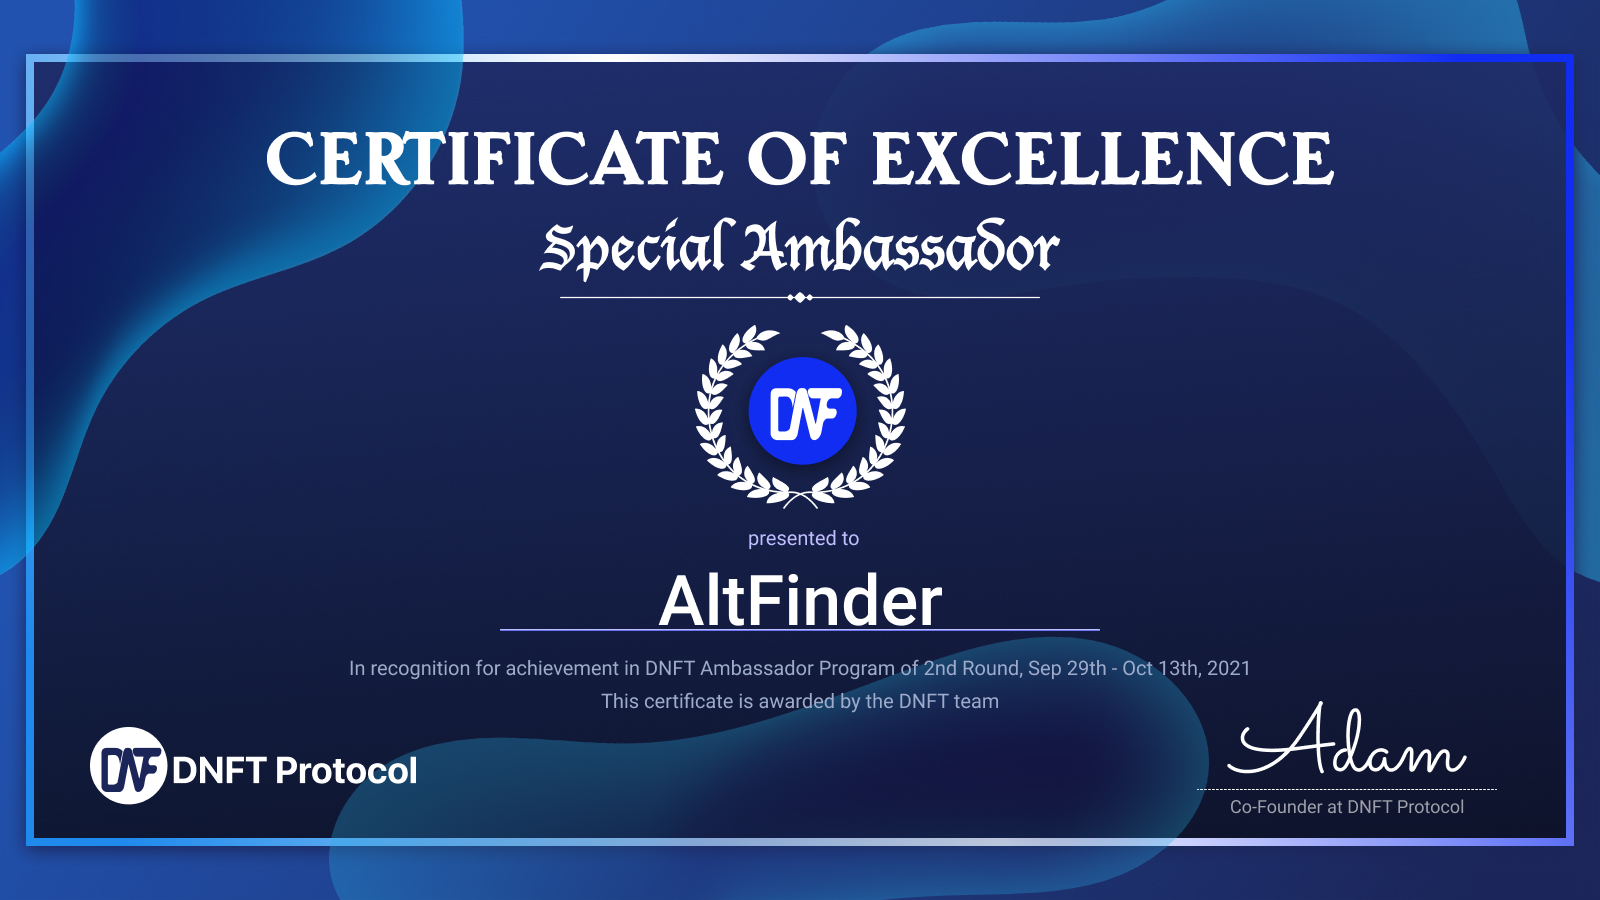 CERTIFICATE OF EXCELLENCE
Special Ambassador
DNF
presented to
AltFinder
In recognition for achievement in DNFT Ambassador Program of 2nd Round, Sep 29th - Oct 13th, 2021
This certificate is awarded by the DNFT team
DNF DNFT Protocol
Adam
Co-Founder at DNFT Protocol